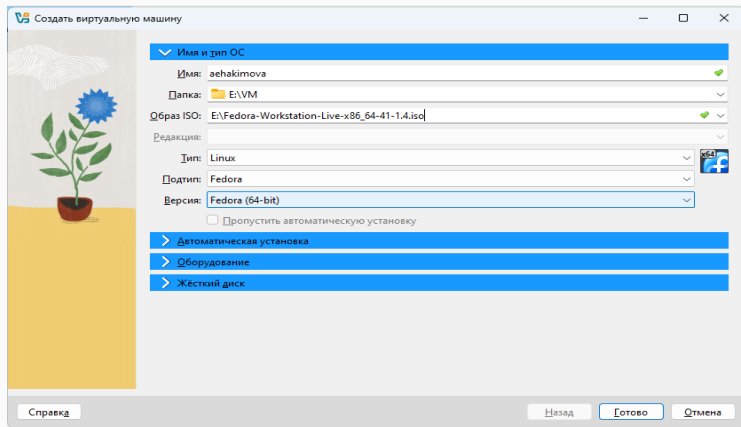 Создать виртуальную машину
Имя и тип ОС
Имя: aehakimova
Папка: E:\VM
Образ ISO: E:\Fedora-Workstation-Live-x86_64-41-1.4.iso
Редакция:
x64
Тип: Linux
Подтип: Fedora
Версия: Fedora (64-bit)
Пропустить автоматическую установку
Автоматическая установка
Оборудование
Жёсткий диск
Справка Назад Готово Отмена